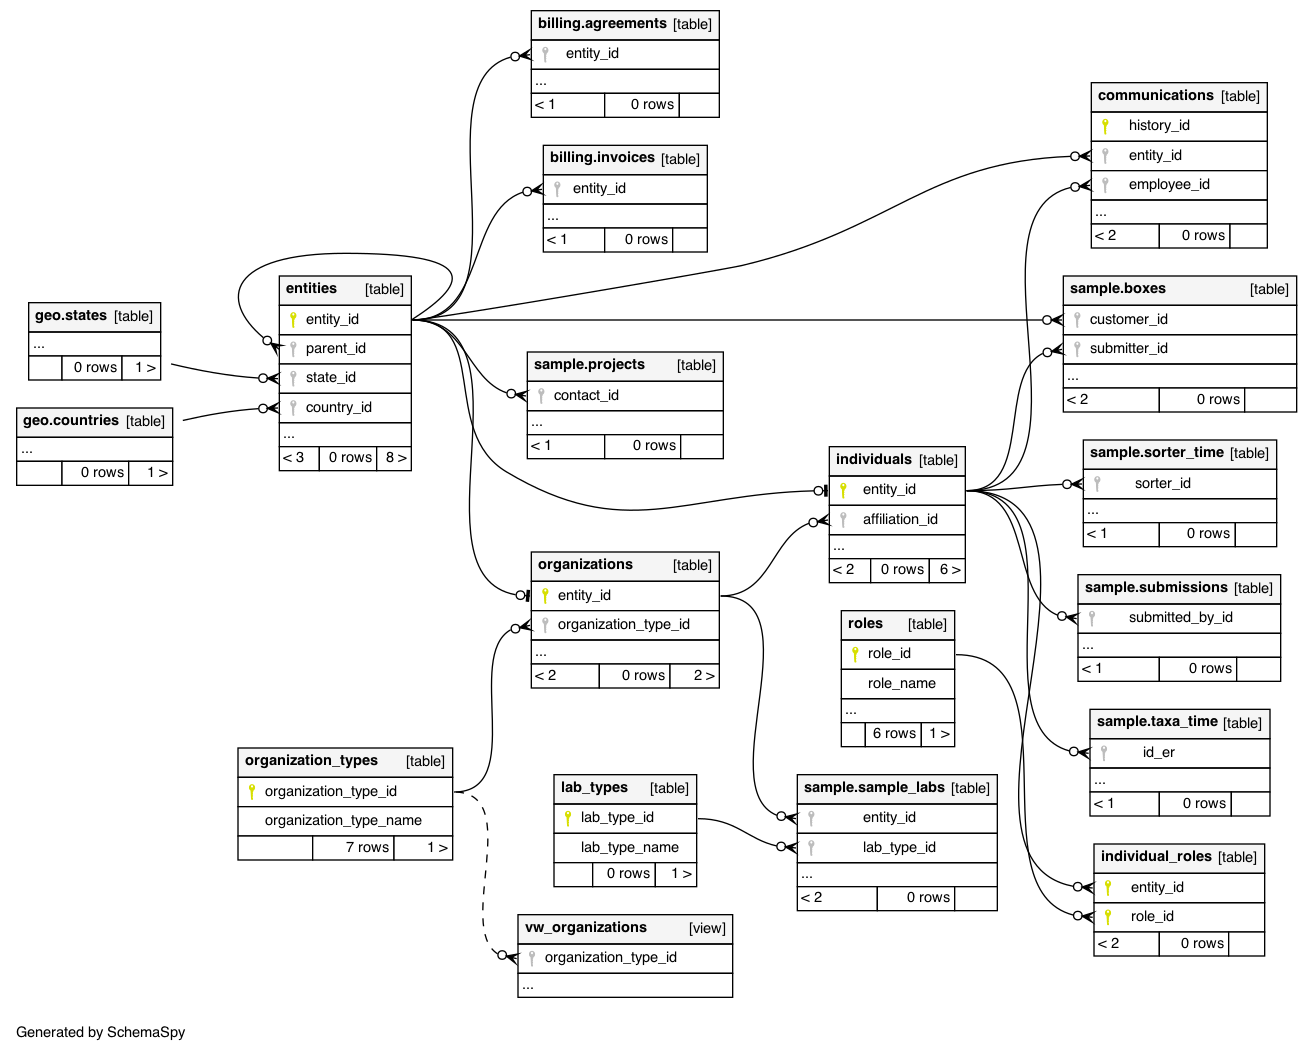 billing.agreements [table]
entity_id
...
< 1 0 rows
billing.invoices [table]
entity_id
...
< 1 0 rows
communications [table]
history_id
entity_id
employee_id
...
< 2 0 rows
entities [table]
entity_id
parent_id
state_id
country_id
...
< 3 0 rows 8 >
geo.states [table]
...
0 rows 1 >
geo.countries [table]
...
0 rows 1 >
sample.boxes [table]
customer_id
submitter_id
...
< 2 0 rows
sample.projects [table]
contact_id
...
< 1 0 rows
individuals [table]
entity_id
affiliation_id
...
< 2 0 rows 6 >
sample.sorter_time [table]
sorter_id
...
< 1 0 rows
organizations [table]
entity_id
organization_type_id
...
< 2 0 rows 2 >
sample.submissions [table]
submitted_by_id
...
< 1 0 rows
roles [table]
role_id
role_name
...
6 rows 1 >
sample.taxa_time [table]
id_er
...
< 1 0 rows
organization_types [table]
organization_type_id
organization_type_name
7 rows 1 >
lab_types [table]
lab_type_id
lab_type_name
0 rows 1 >
sample.sample_labs [table]
entity_id
lab_type_id
...
< 2 0 rows
individual_roles [table]
entity_id
role_id
< 2 0 rows
vw_organizations [view]
organization_type_id
...
Generated by SchemaSpy